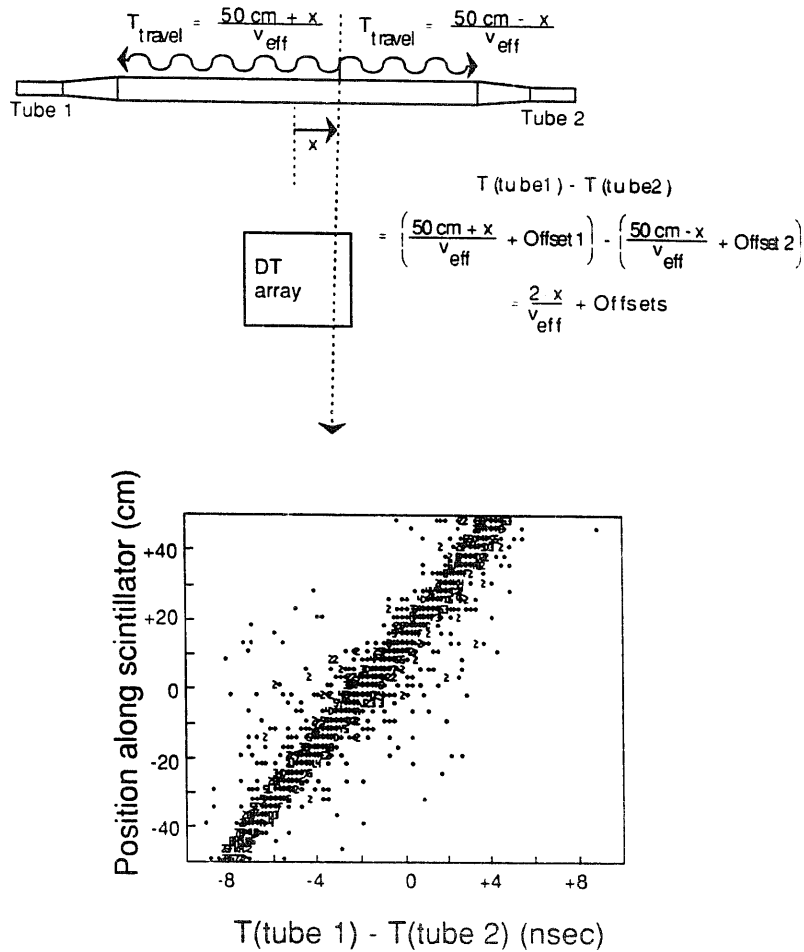 T travel = 50 cm + x / v eff
T travel = 50 cm - x / v eff
Tube 1
Tube 2
x
T (tube1) - T(tube2)
= (50 cm + x / v eff + Offset1) - (50 cm - x / v eff + Offset 2)
= 2 x / v eff + Offsets
DT
array
Position along scintillator (cm)
+40
+20
0
-20
-40
-8 -4 0 +4 +8
T(tube 1) - T(tube 2) (nsec)